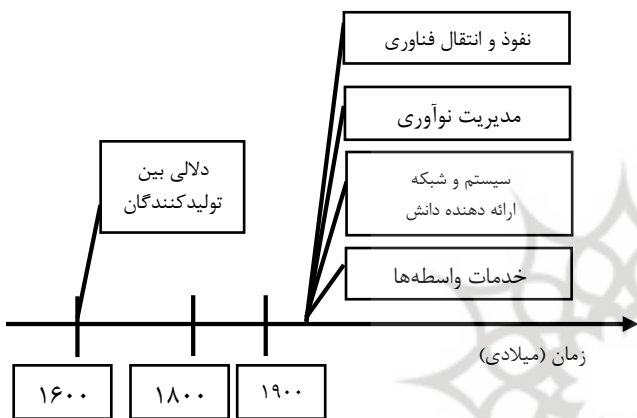 نفوذ و انتقال فناوری
مدیریت نوآوری
دلالی بین
تولیدکنندگان
سیستم و شبکه
ارائه دهنده دانش
خدمات واسطه‌ها
زمان (میلادی)
۱۶۰۰
۱۸۰۰
۱۹۰۰